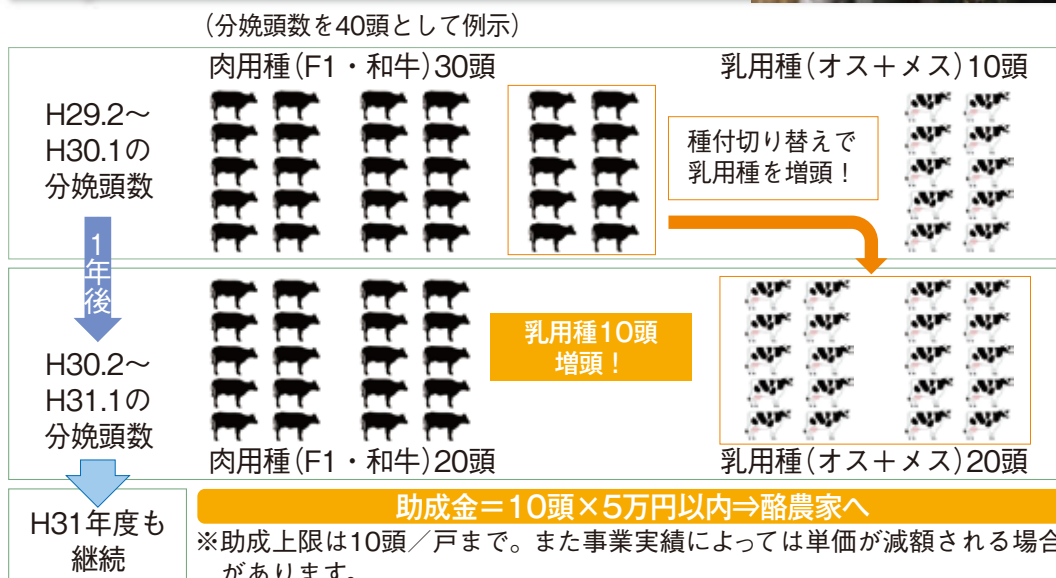 (分娩頭数を40頭として例示)
肉用種(F1・和牛)30頭
乳用種(オス＋メス)10頭
H29.2〜
H30.1の
分娩頭数
種付切り替えで
乳用種を増頭！
1年後
H30.2〜
H31.1の
分娩頭数
乳用種10頭
増頭！
肉用種(F1・和牛)20頭
乳用種(オス＋メス)20頭
H31年度も
継続
助成金＝10頭×5万円以内⇒酪農家へ
※助成上限は10頭／戸まで。また事業実績によっては単価が減額される場合
があります。